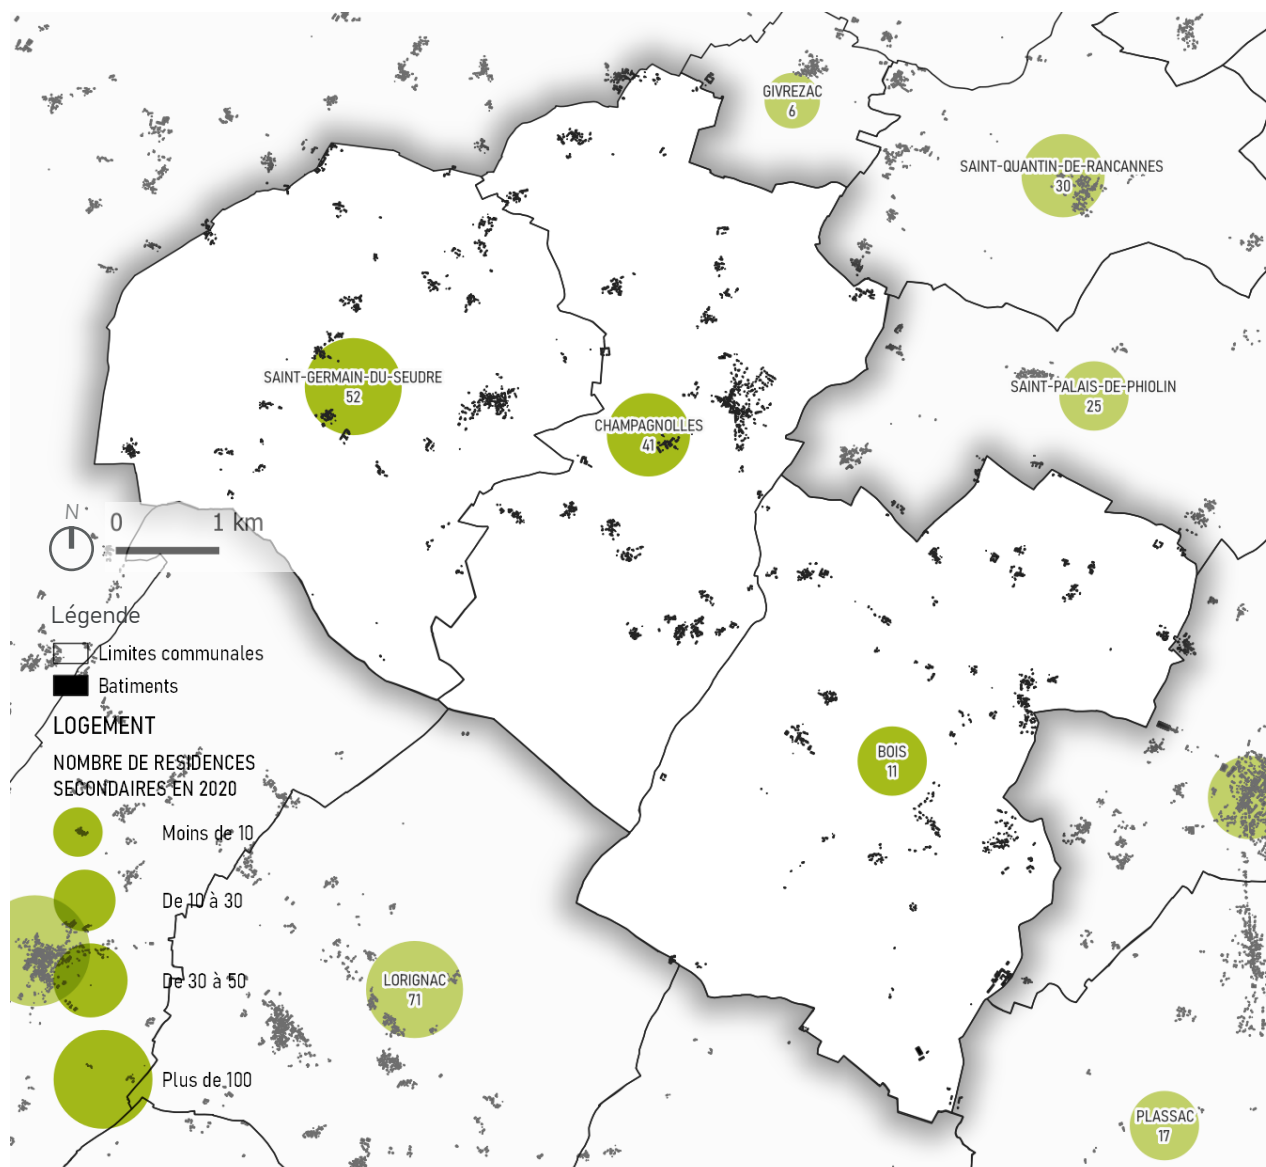 GIVREZAC
6
SAINT-QUANTIN-DE-RANCANNES
30
SAINT-GERMAIN-DU-SEUDRE
52
SAINT-PALAIS-DE-PHIOLIN
25
CHAMPAGNOLLES
41
N
0 1 km
Légende
Limites communales
Batiments
LOGEMENT
NOMBRE DE RESIDENCES
SECONDAIRES EN 2020
Moins de 10
De 10 à 30
De 30 à 50
Plus de 100
BOIS
11
LORIGNAC
71
PLASSAC
17